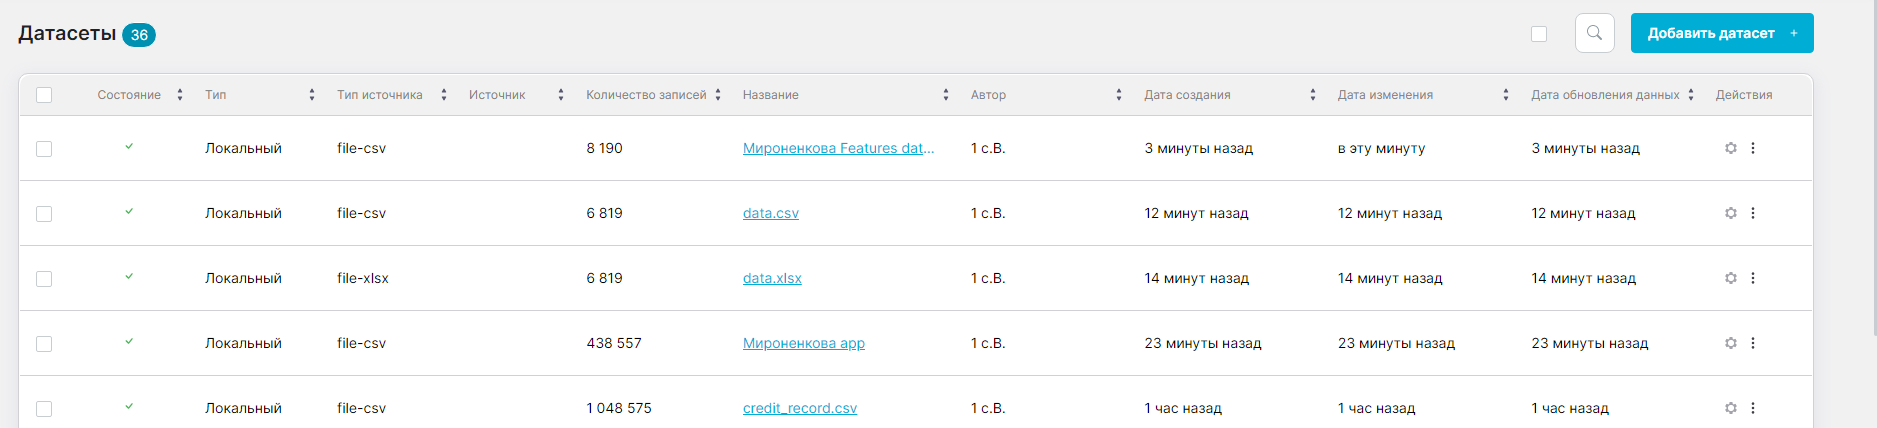 Датасеты 36
Добавить датасет +
Состояние Тип Тип источника Источник Количество записей Название Автор Дата создания Дата изменения Дата обновления данных Действия
Локальный file-csv 8 190 Мироненкова Features dat... 1 с.В. 3 минуты назад в эту минуту 3 минуты назад
Локальный file-csv 6 819 data.csv 1 с.В. 12 минут назад 12 минут назад 12 минут назад
Локальный file-xlsx 6 819 data.xlsx 1 с.В. 14 минут назад 14 минут назад 14 минут назад
Локальный file-csv 438 557 Мироненкова app 1 с.В. 23 минуты назад 23 минуты назад 23 минуты назад
Локальный file-csv 1 048 575 credit_record.csv 1 с.В. 1 час назад 1 час назад 1 час назад